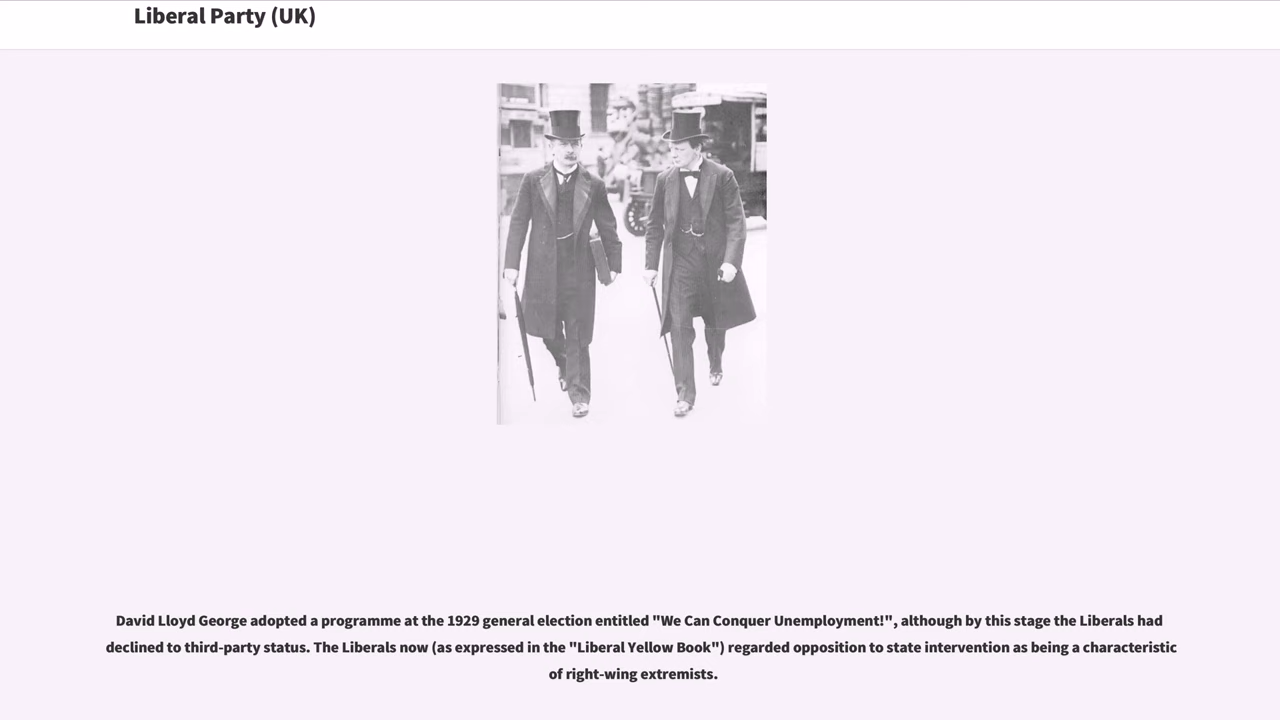 Liberal Party (UK)
David Lloyd George adopted a programme at the 1929 general election entitled "We Can Conquer Unemployment!", although by this stage the Liberals had
declined to third-party status. The Liberals now (as expressed in the "Liberal Yellow Book") regarded opposition to state intervention as being a characteristic
of right-wing extremists.